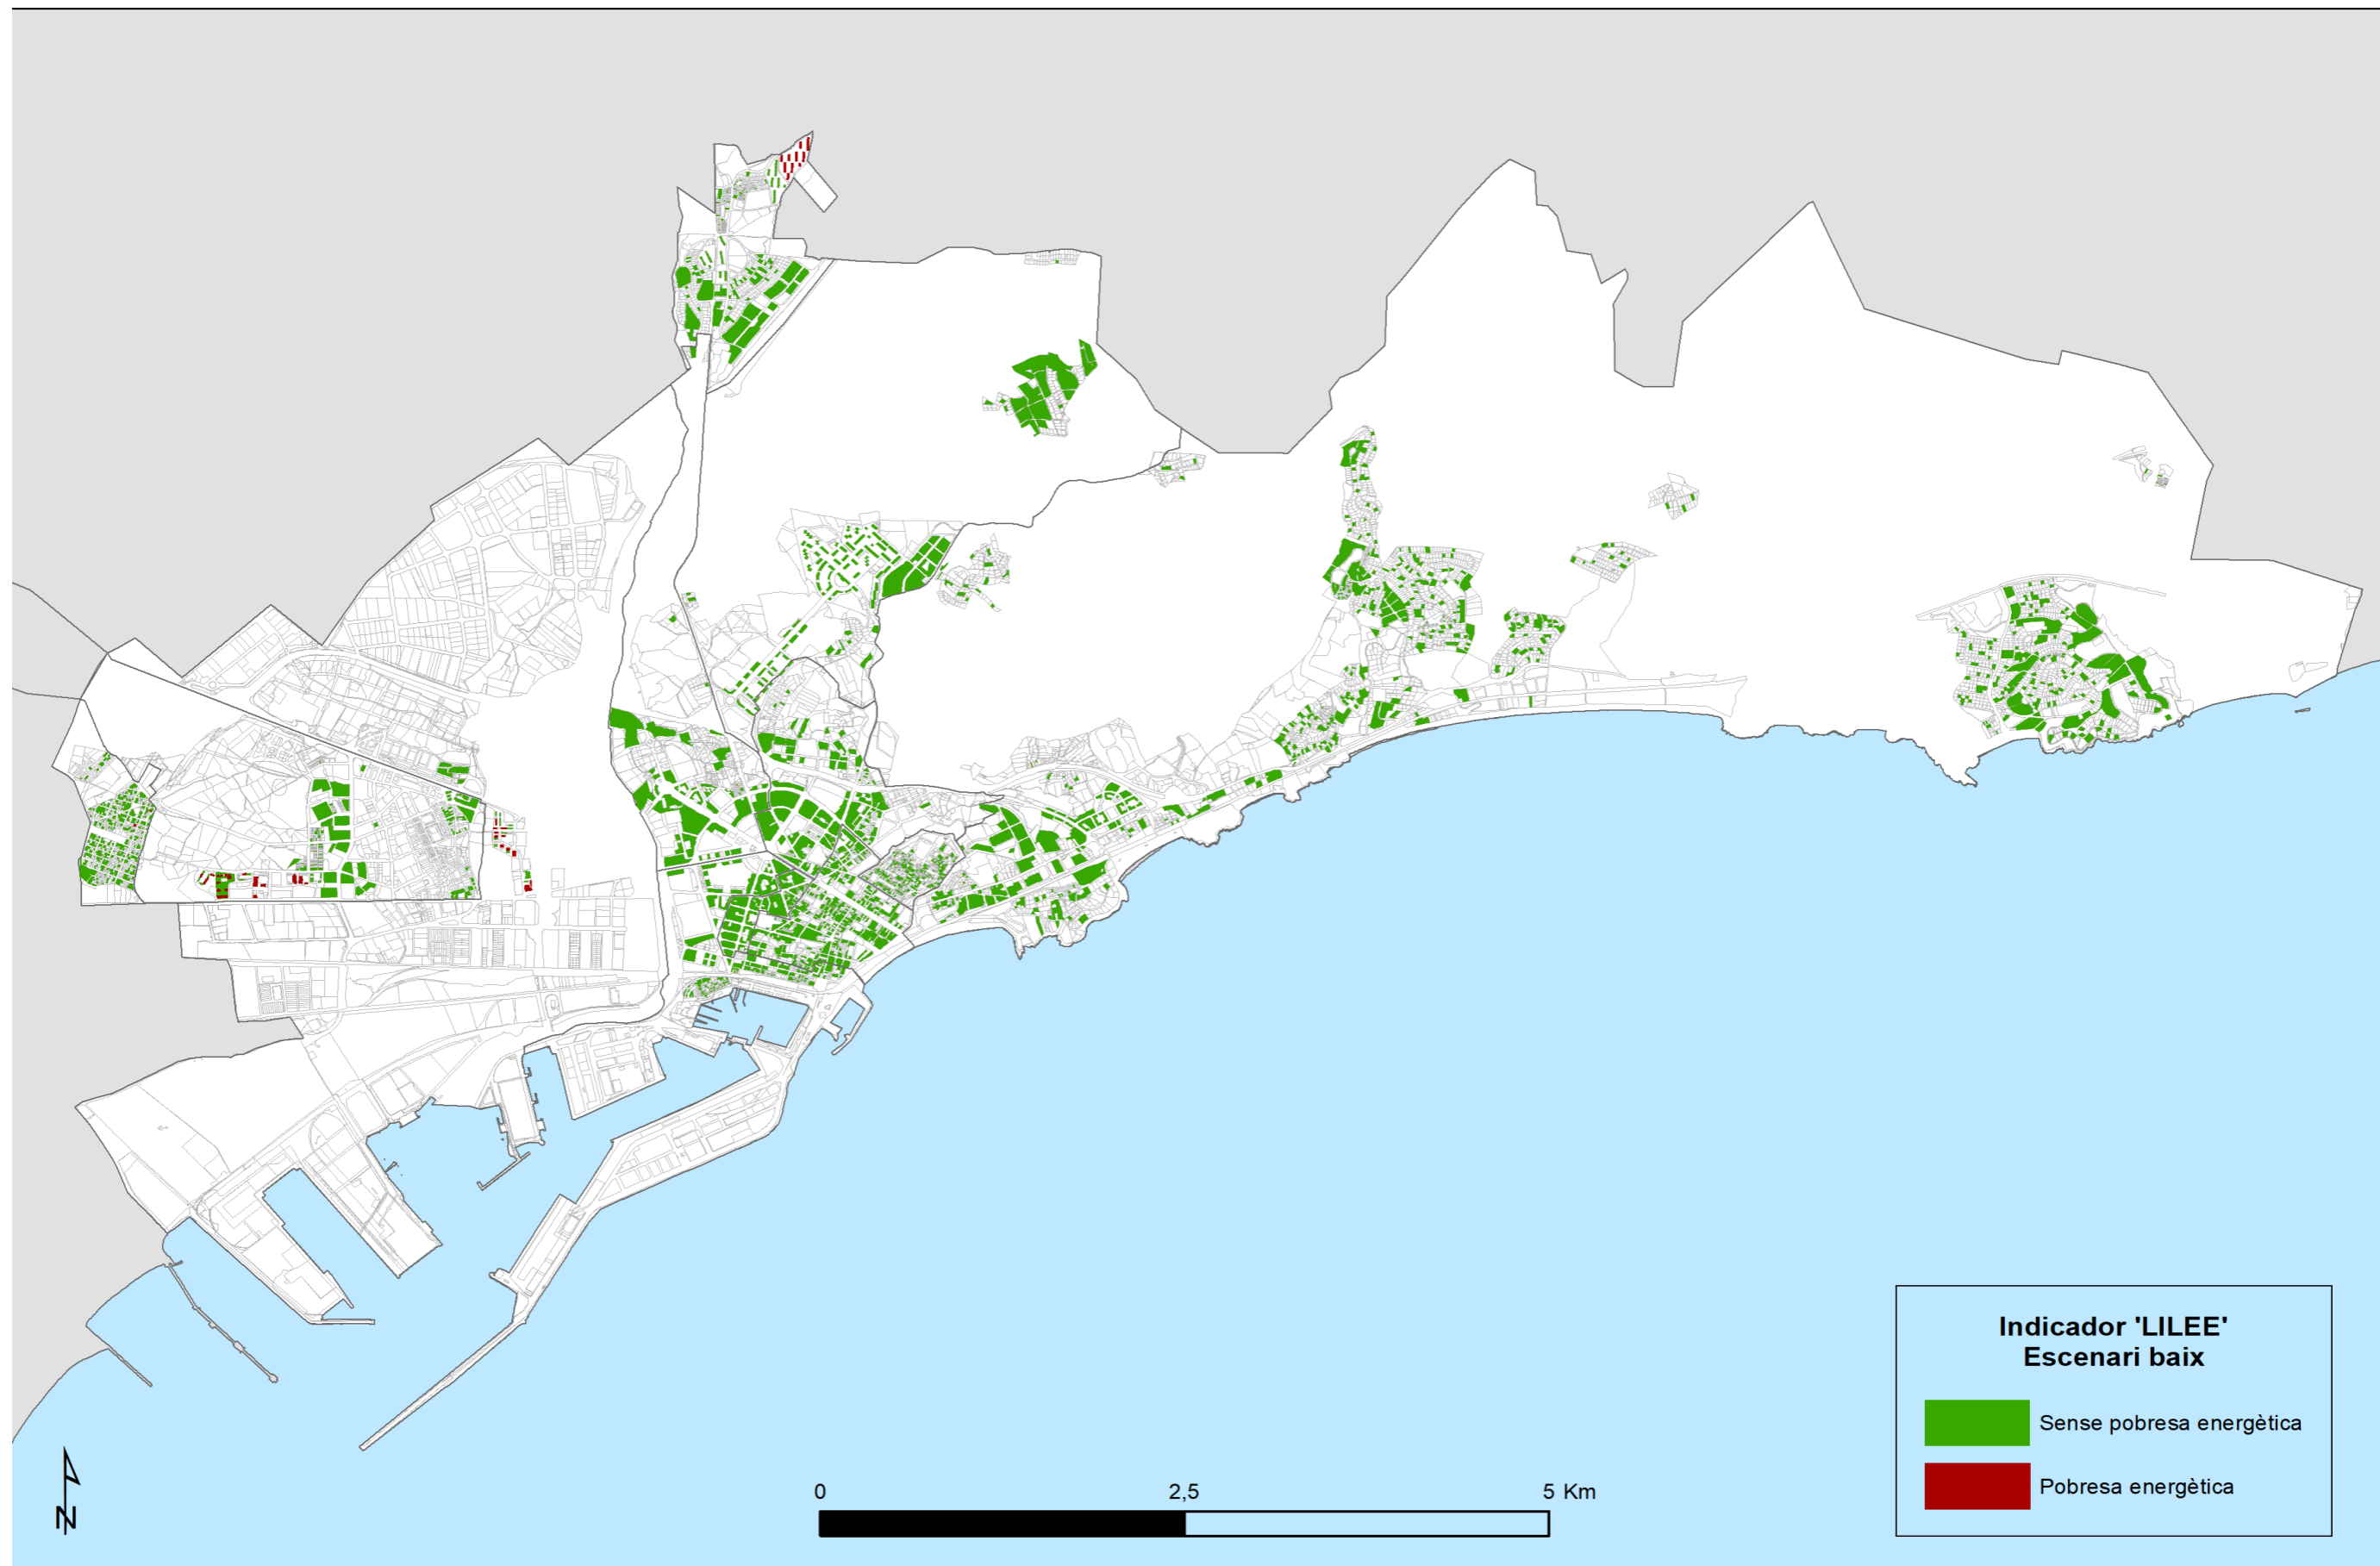 Indicador 'LILEE'
Escenari baix
Sense pobresa energètica
Pobresa energètica
0 2,5 5 Km
N